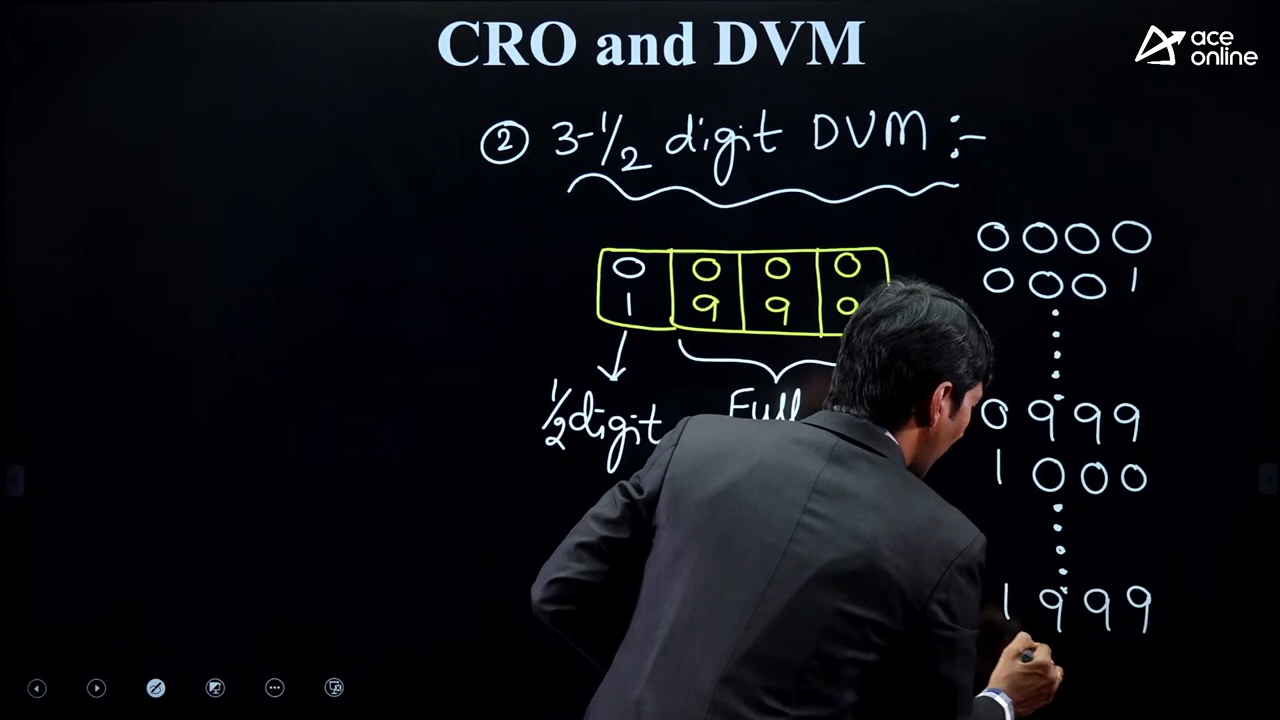 CRO and DVM
ace
online
② 3-1/2 digit DVM :-
0 0 0 0
1 9 9
1/2 digit
Full
0 0 0 0
0 0 0 1
0 9 9 9
1 0 0 0
1 9 9 9